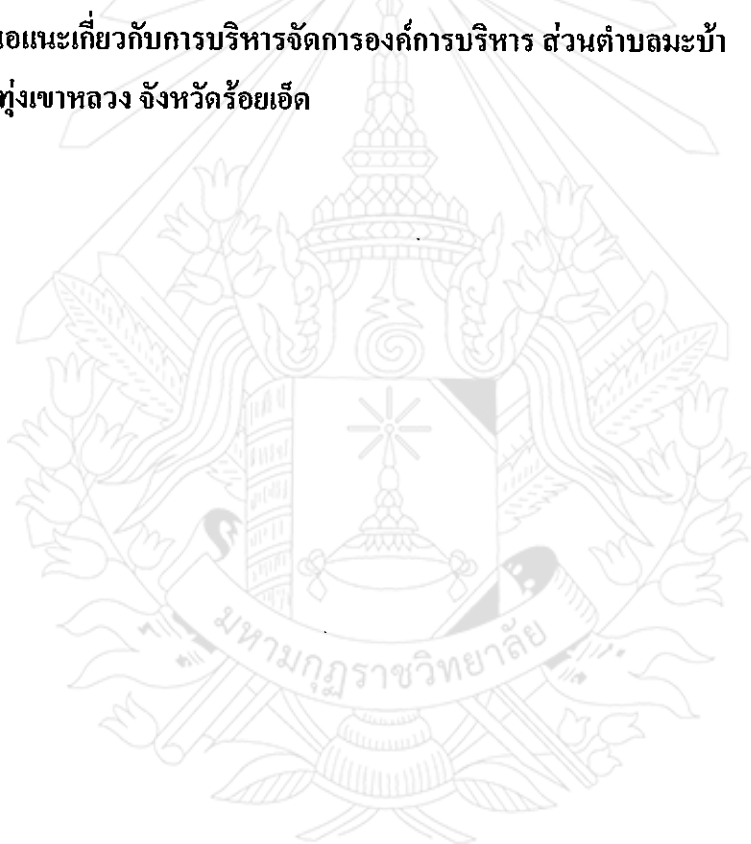 นอแนะเกี่ยวกับการบริหารจัดการองค์การบริหาร ส่วนตำบลมะบ้า
ทุ่งเขาหลวง จังหวัดร้อยเอ็ด
มหามกุฏราชวิทยาลัย